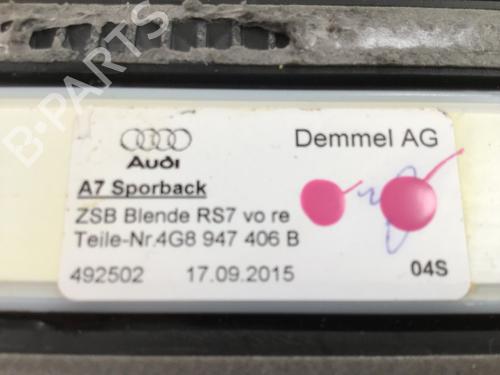 B-PARTS
Audi
Demmel AG
A7 Sporback
ZSB Blende RS7 vo re
Teile-Nr.4G8 947 406 B
492502 17.09.2015 04S